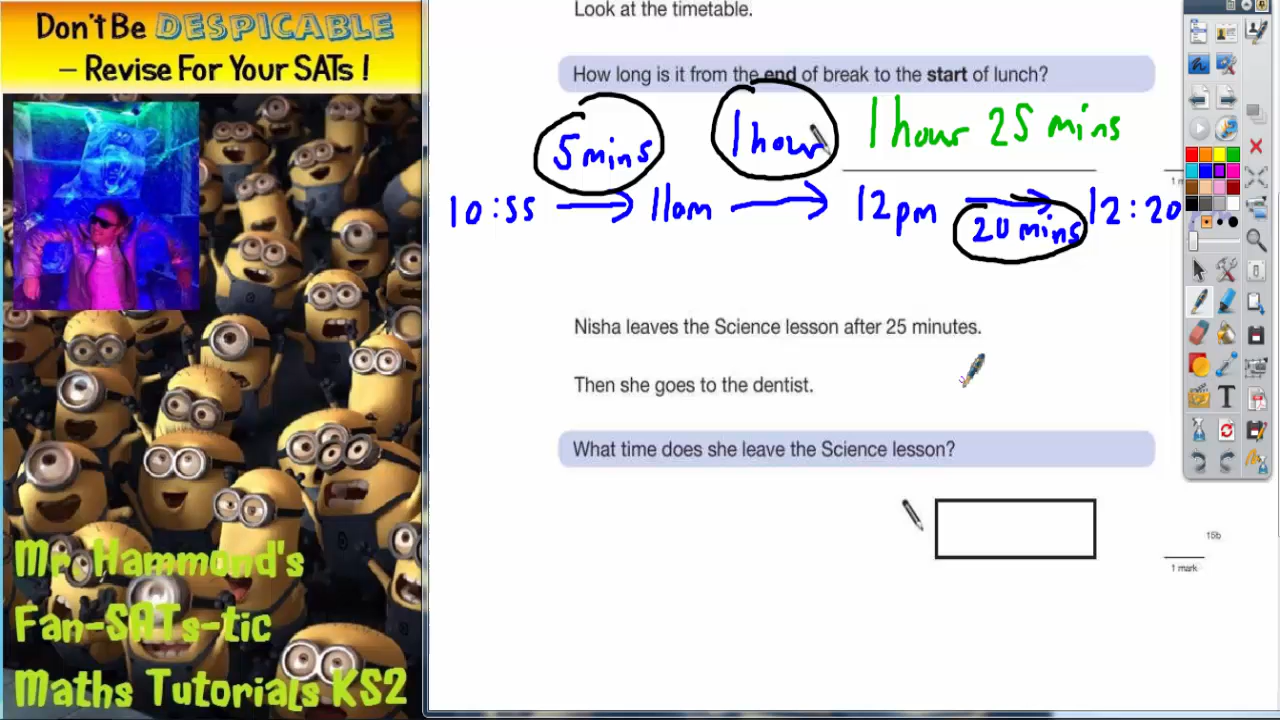 Don't Be DESPICABLE
– Revise For Your SATs !
Look at the timetable.
How long is it from the end of break to the start of lunch?
5 mins
1 hour
1 hour 25 mins
1 m
10:55
11am
12pm
12:20
20 mins
Nisha leaves the Science lesson after 25 minutes.
Then she goes to the dentist.
What time does she leave the Science lesson?
15b
1 mark
Mr Hammond's
Fan-SATs-tic
Maths Tutorials KS2
T